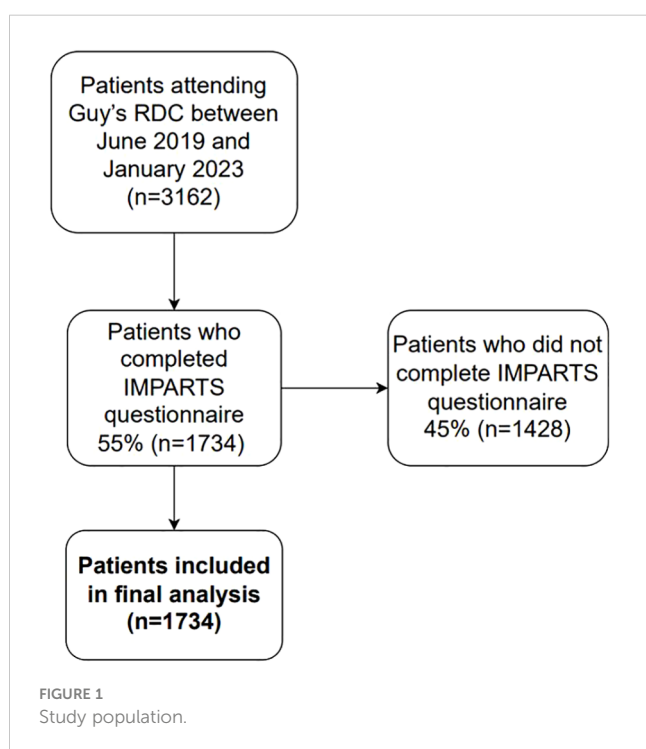 Patients attending
Guy's RDC between
June 2019 and
January 2023
(n=3162)
Patients who
completed
IMPARTS
questionnaire
55% (n=1734)
Patients who did not
complete IMPARTS
questionnaire
45% (n=1428)
Patients included
in final analysis
(n=1734)
FIGURE 1
Study population.